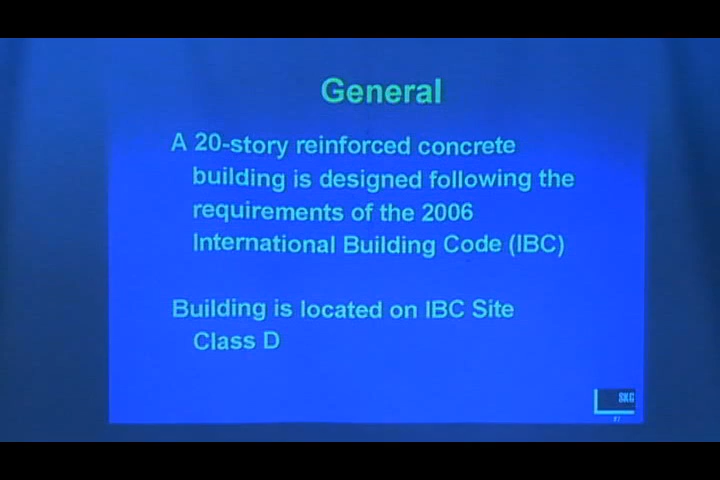 General
A 20-story reinforced concrete
building is designed following the
requirements of the 2006
International Building Code (IBC)
Building is located on IBC Site
Class D
SKG